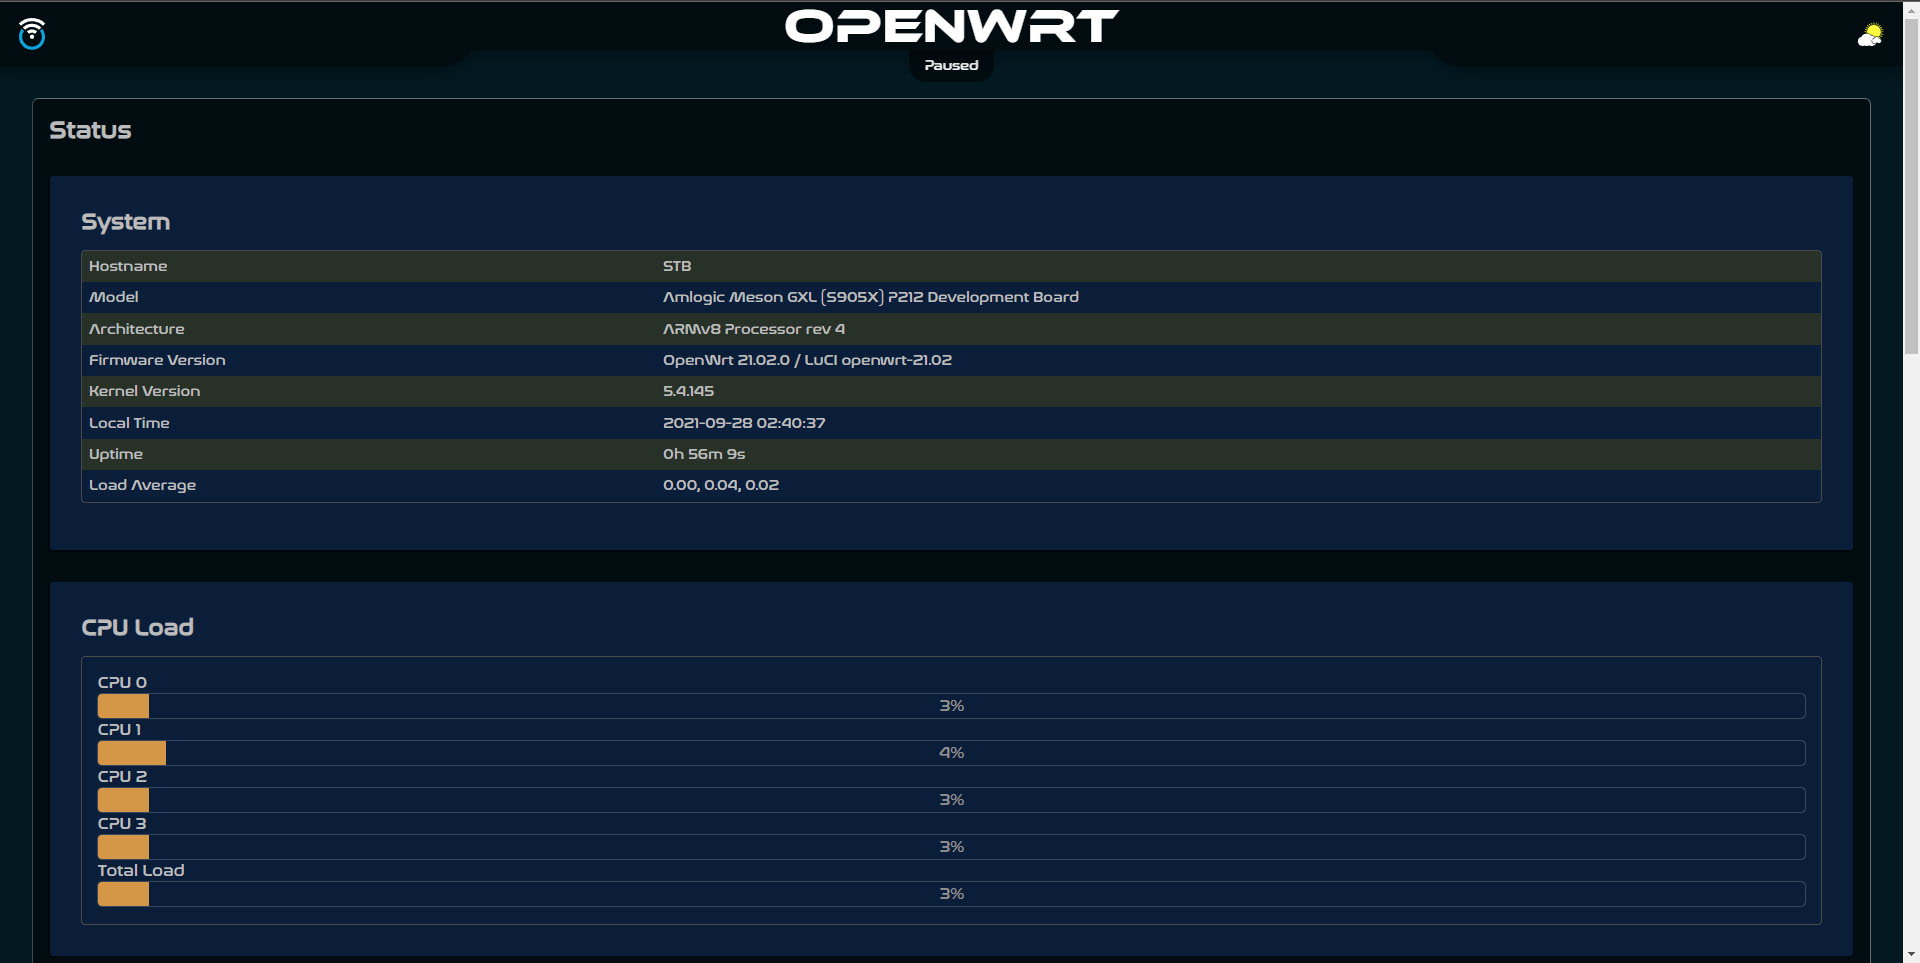 OPENWRT
Paused
Status
System
Hostname STB
Model Amlogic Meson GXL (S905X) P212 Development Board
Architecture ARMv8 Processor rev 4
Firmware Version OpenWrt 21.02.0 / LuCI openwrt-21.02
Kernel Version 5.4.145
Local Time 2021-09-28 02:40:37
Uptime 0h 56m 9s
Load Average 0.00, 0.04, 0.02
CPU Load
CPU 0
3%
CPU 1
4%
CPU 2
3%
CPU 3
3%
Total Load
3%